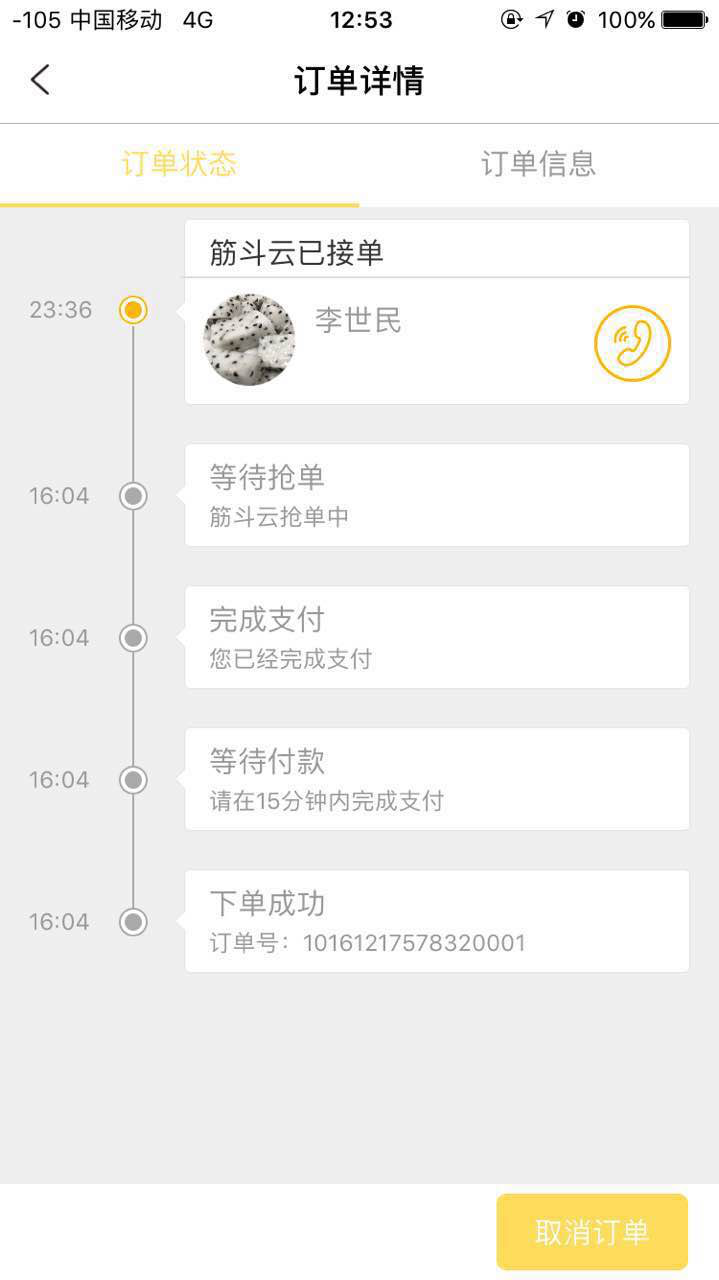 -105 中国移动 4G 12:53 100%
订单详情
订单状态 订单信息
筋斗云已接单
23:36
李世民
等待抢单
16:04
筋斗云抢单中
完成支付
16:04
您已经完成支付
等待付款
16:04
请在15分钟内完成支付
下单成功
16:04
订单号：10161217578320001
取消订单